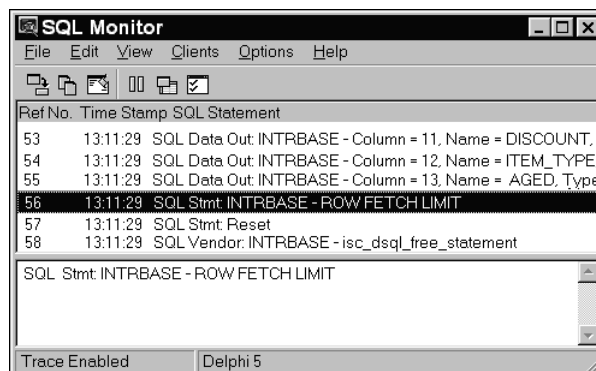 SQL Monitor
File Edit View Clients Options Help
Ref No. Time Stamp SQL Statement
53 13:11:29 SQL Data Out: INTRBASE - Column = 11, Name = DISCOUNT,
54 13:11:29 SQL Data Out: INTRBASE - Column = 12, Name = ITEM_TYPE
55 13:11:29 SQL Data Out: INTRBASE - Column = 13, Name = AGED, Type
56 13:11:29 SQL Stmt: INTRBASE - ROW FETCH LIMIT
57 13:11:29 SQL Stmt: Reset
58 13:11:29 SQL Vendor: INTRBASE - isc_dsql_free_statement
SQL Stmt: INTRBASE - ROW FETCH LIMIT
Trace Enabled Delphi 5